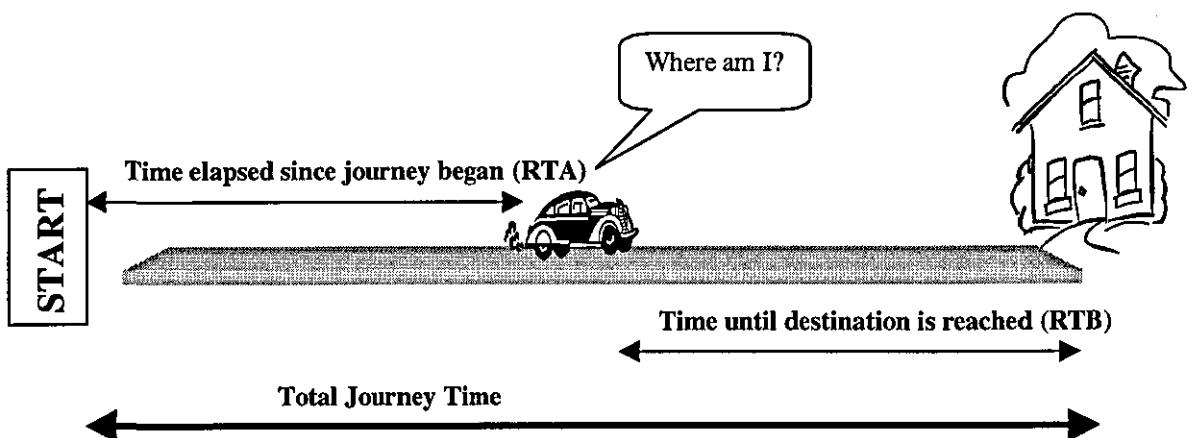 Where am I?
Time elapsed since journey began (RTA)
START
Time until destination is reached (RTB)
Total Journey Time